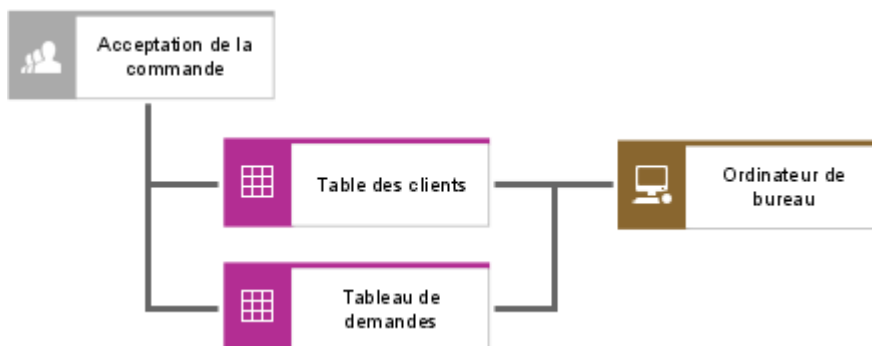 Acceptation de la
commande
Table des clients
Ordinateur de
bureau
Tableau de
demandes